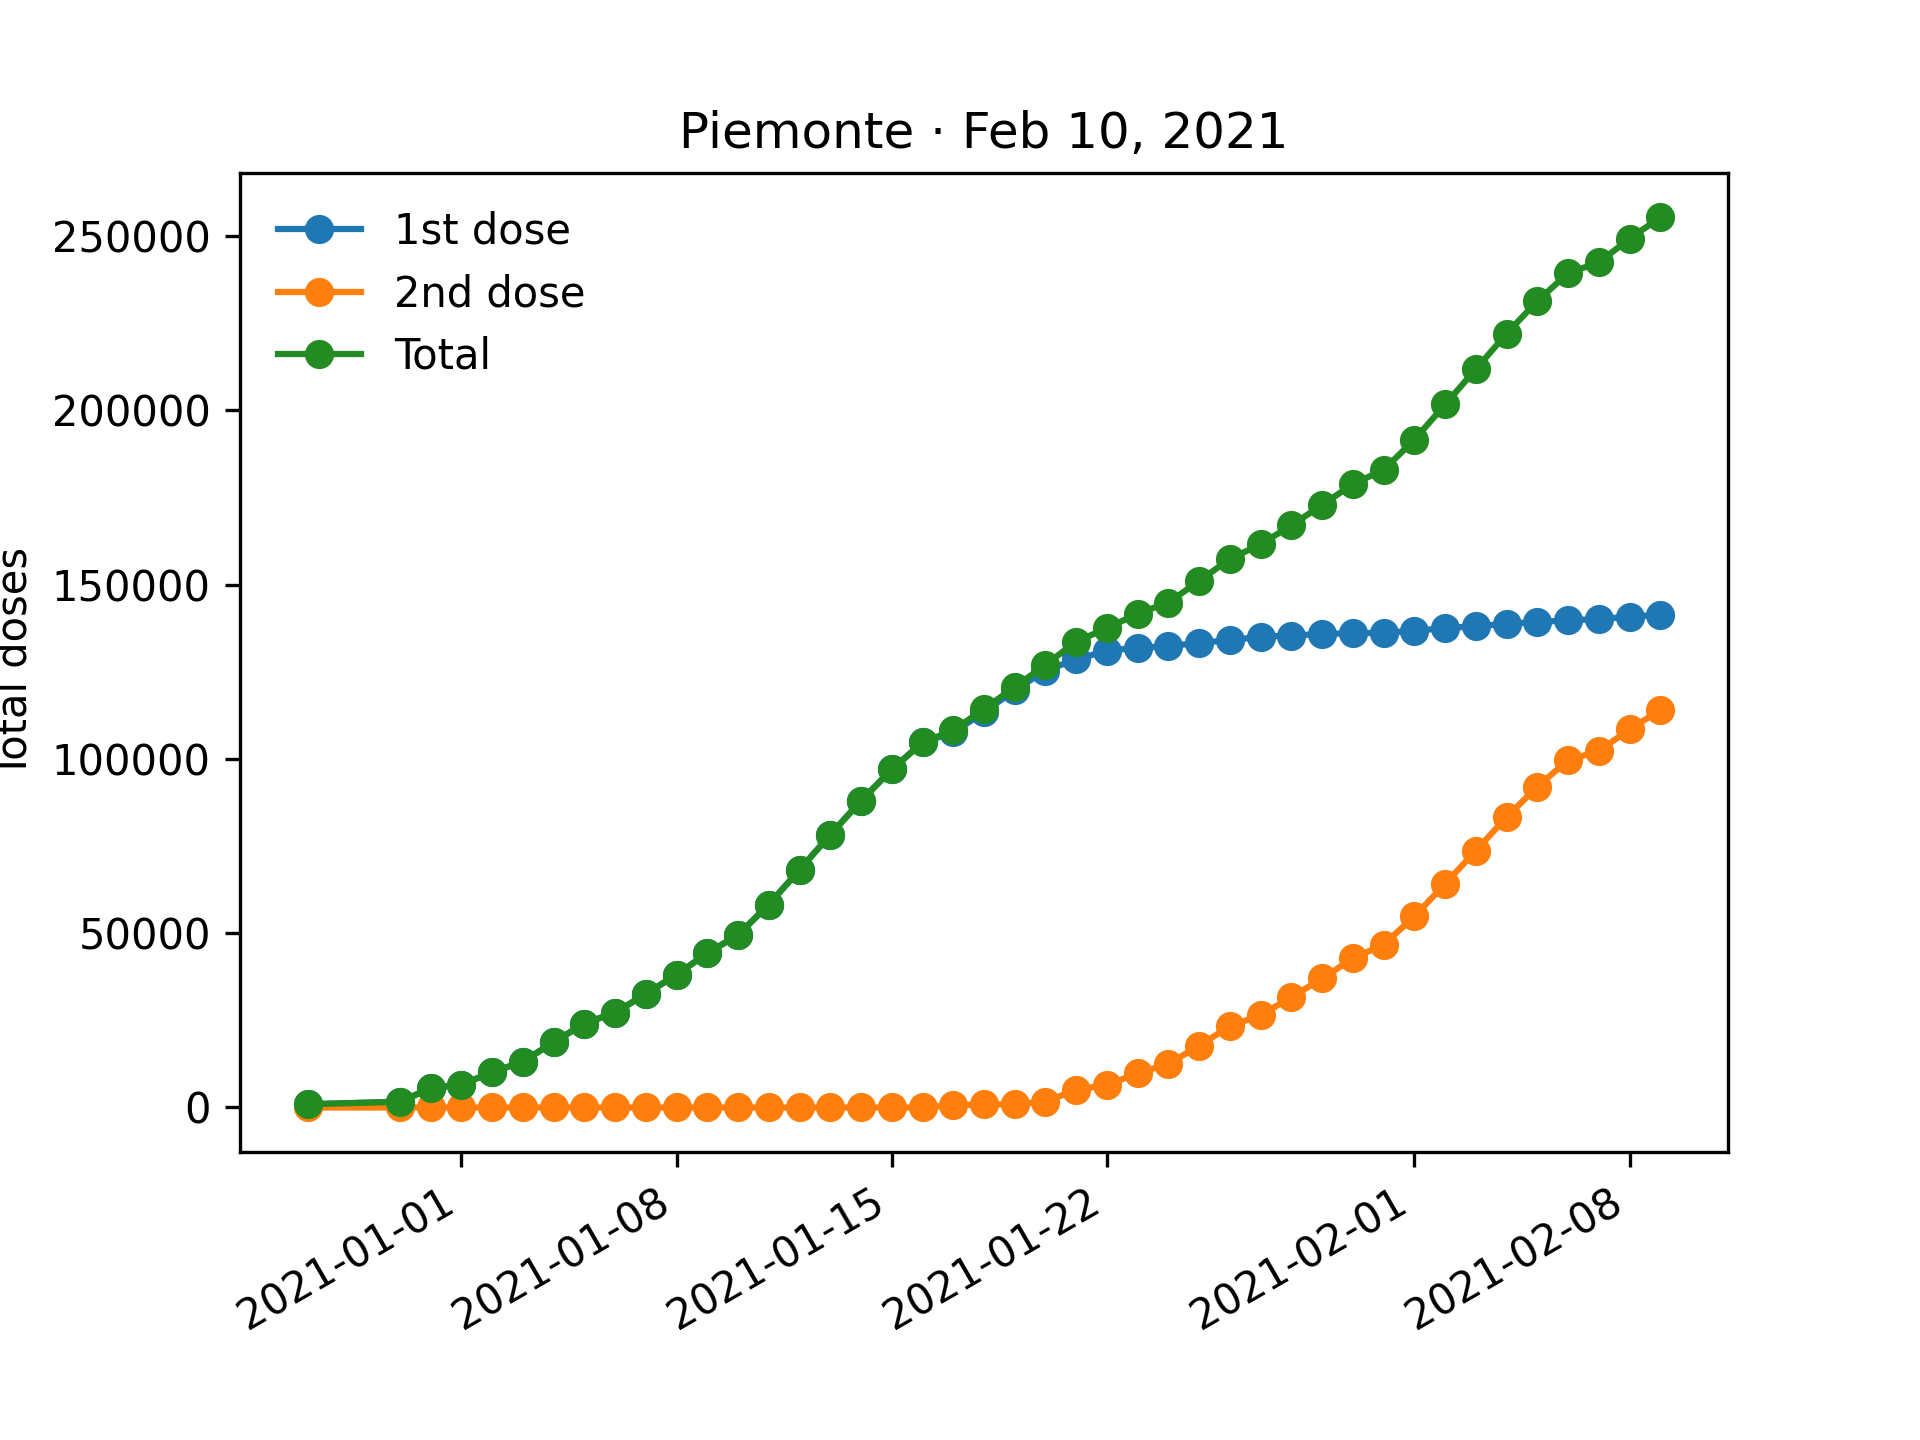 Piemonte · Feb 10, 2021
1st dose
2nd dose
Total
Total doses
250000
200000
150000
100000
50000
0
2021-01-01
2021-01-08
2021-01-15
2021-01-22
2021-02-01
2021-02-08